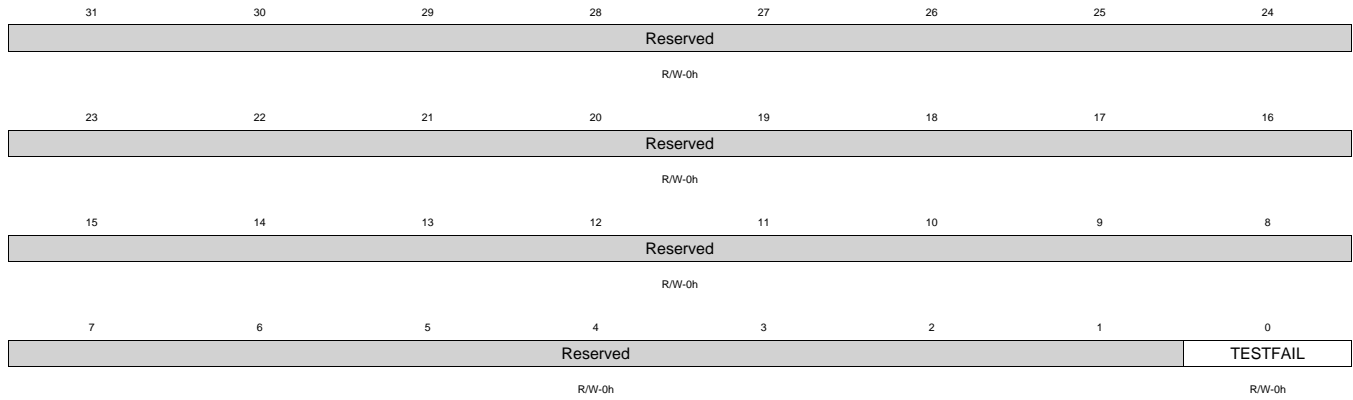 31 30 29 28 27 26 25 24
Reserved
R/W-0h
23 22 21 20 19 18 17 16
Reserved
R/W-0h
15 14 13 12 11 10 9 8
Reserved
R/W-0h
7 6 5 4 3 2 1 0
Reserved TESTFAIL
R/W-0h R/W-0h